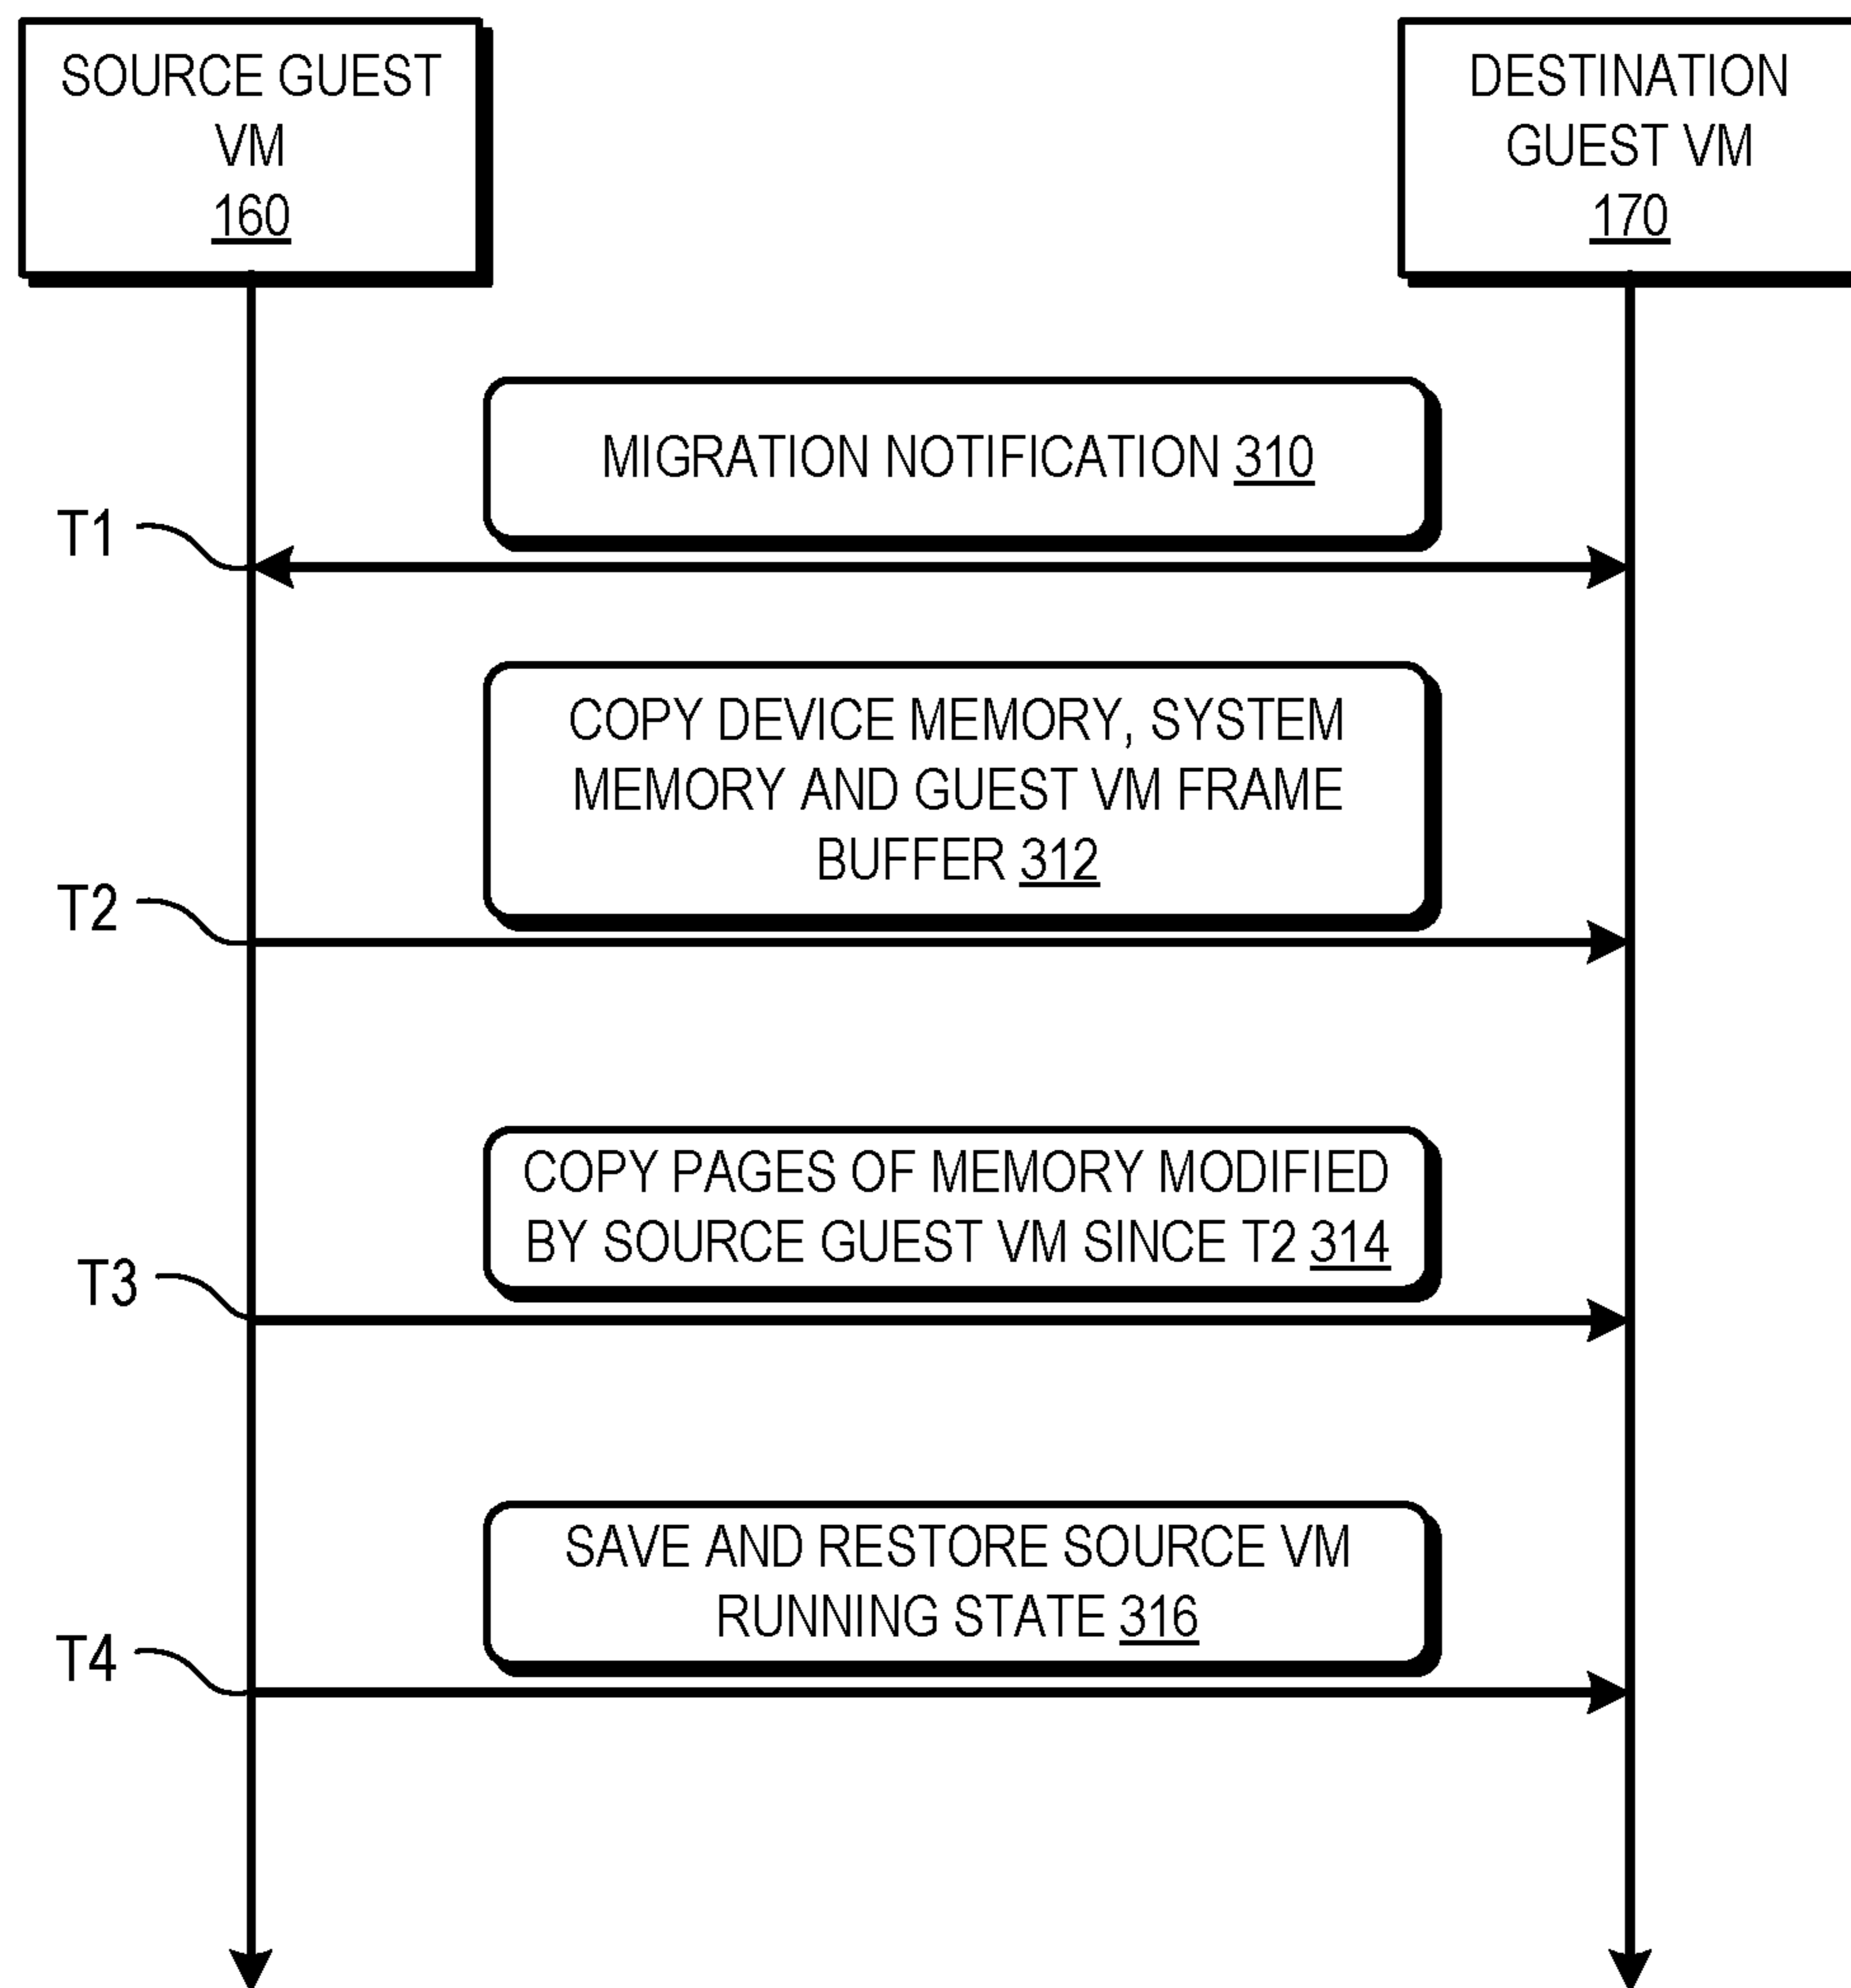 SOURCE GUEST
VM
160
DESTINATION
GUEST VM
170
MIGRATION NOTIFICATION 310
T1
COPY DEVICE MEMORY, SYSTEM
MEMORY AND GUEST VM FRAME
BUFFER 312
T2
COPY PAGES OF MEMORY MODIFIED
BY SOURCE GUEST VM SINCE T2 314
T3
SAVE AND RESTORE SOURCE VM
RUNNING STATE 316
T4